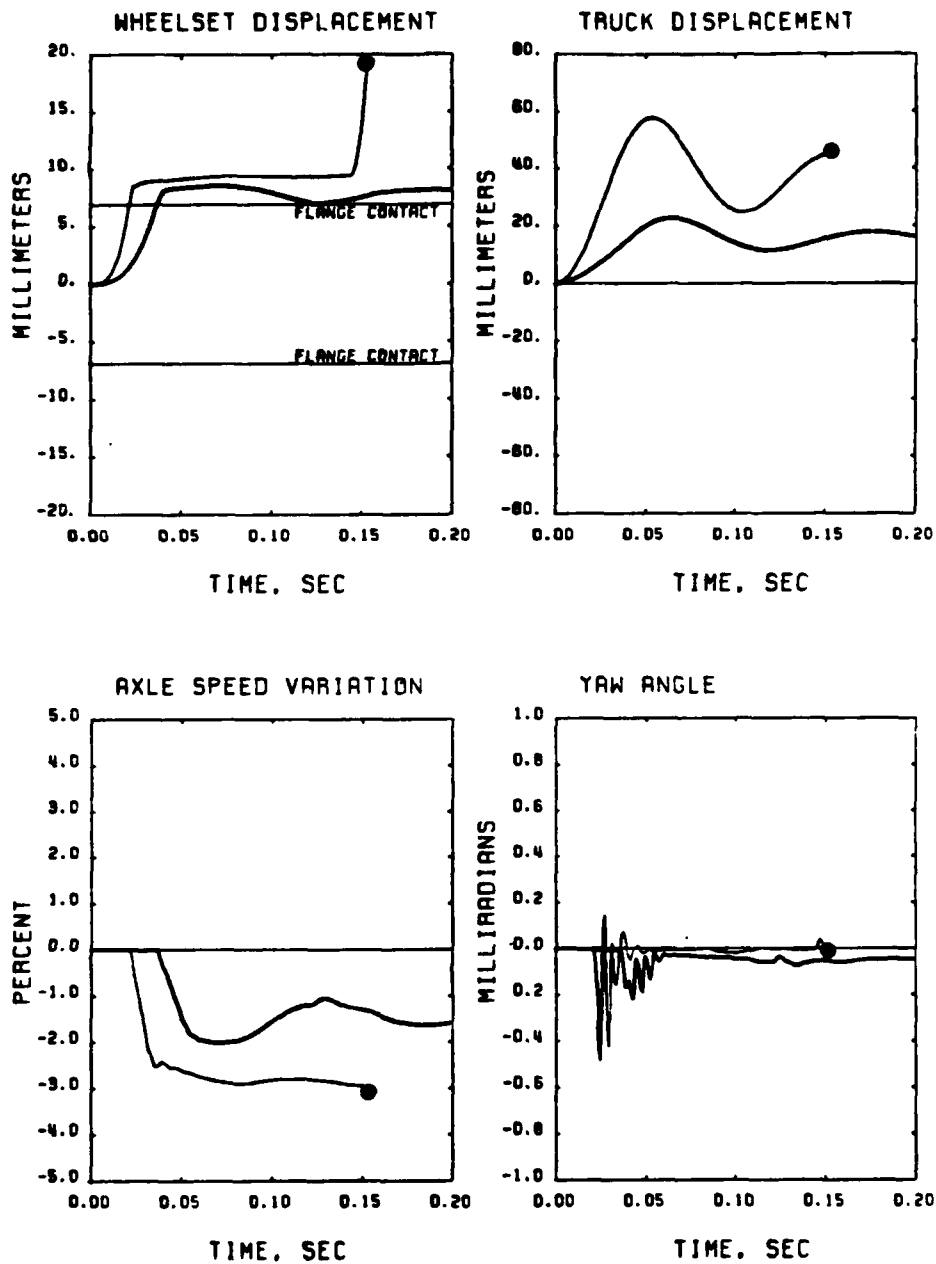 WHEELSET DISPLACEMENT
20.
15.
10.
5.
0.
-5.
-10.
-15.
-20.
MILLIMETERS
FLANGE CONTACT
FLANGE CONTACT
0.00 0.05 0.10 0.15 0.20
TIME, SEC
TRUCK DISPLACEMENT
80.
60.
40.
20.
0.
-20.
-40.
-60.
-80.
MILLIMETERS
0.00 0.05 0.10 0.15 0.20
TIME, SEC
AXLE SPEED VARIATION
5.0
4.0
3.0
2.0
1.0
0.0
-1.0
-2.0
-3.0
-4.0
-5.0
PERCENT
0.00 0.05 0.10 0.15 0.20
TIME, SEC
YAW ANGLE
1.0
0.8
0.6
0.4
0.2
-0.0
0.2
-0.4
-0.6
-0.8
-1.0
MILLIRADIANS
0.00 0.05 0.10 0.15 0.20
TIME, SEC